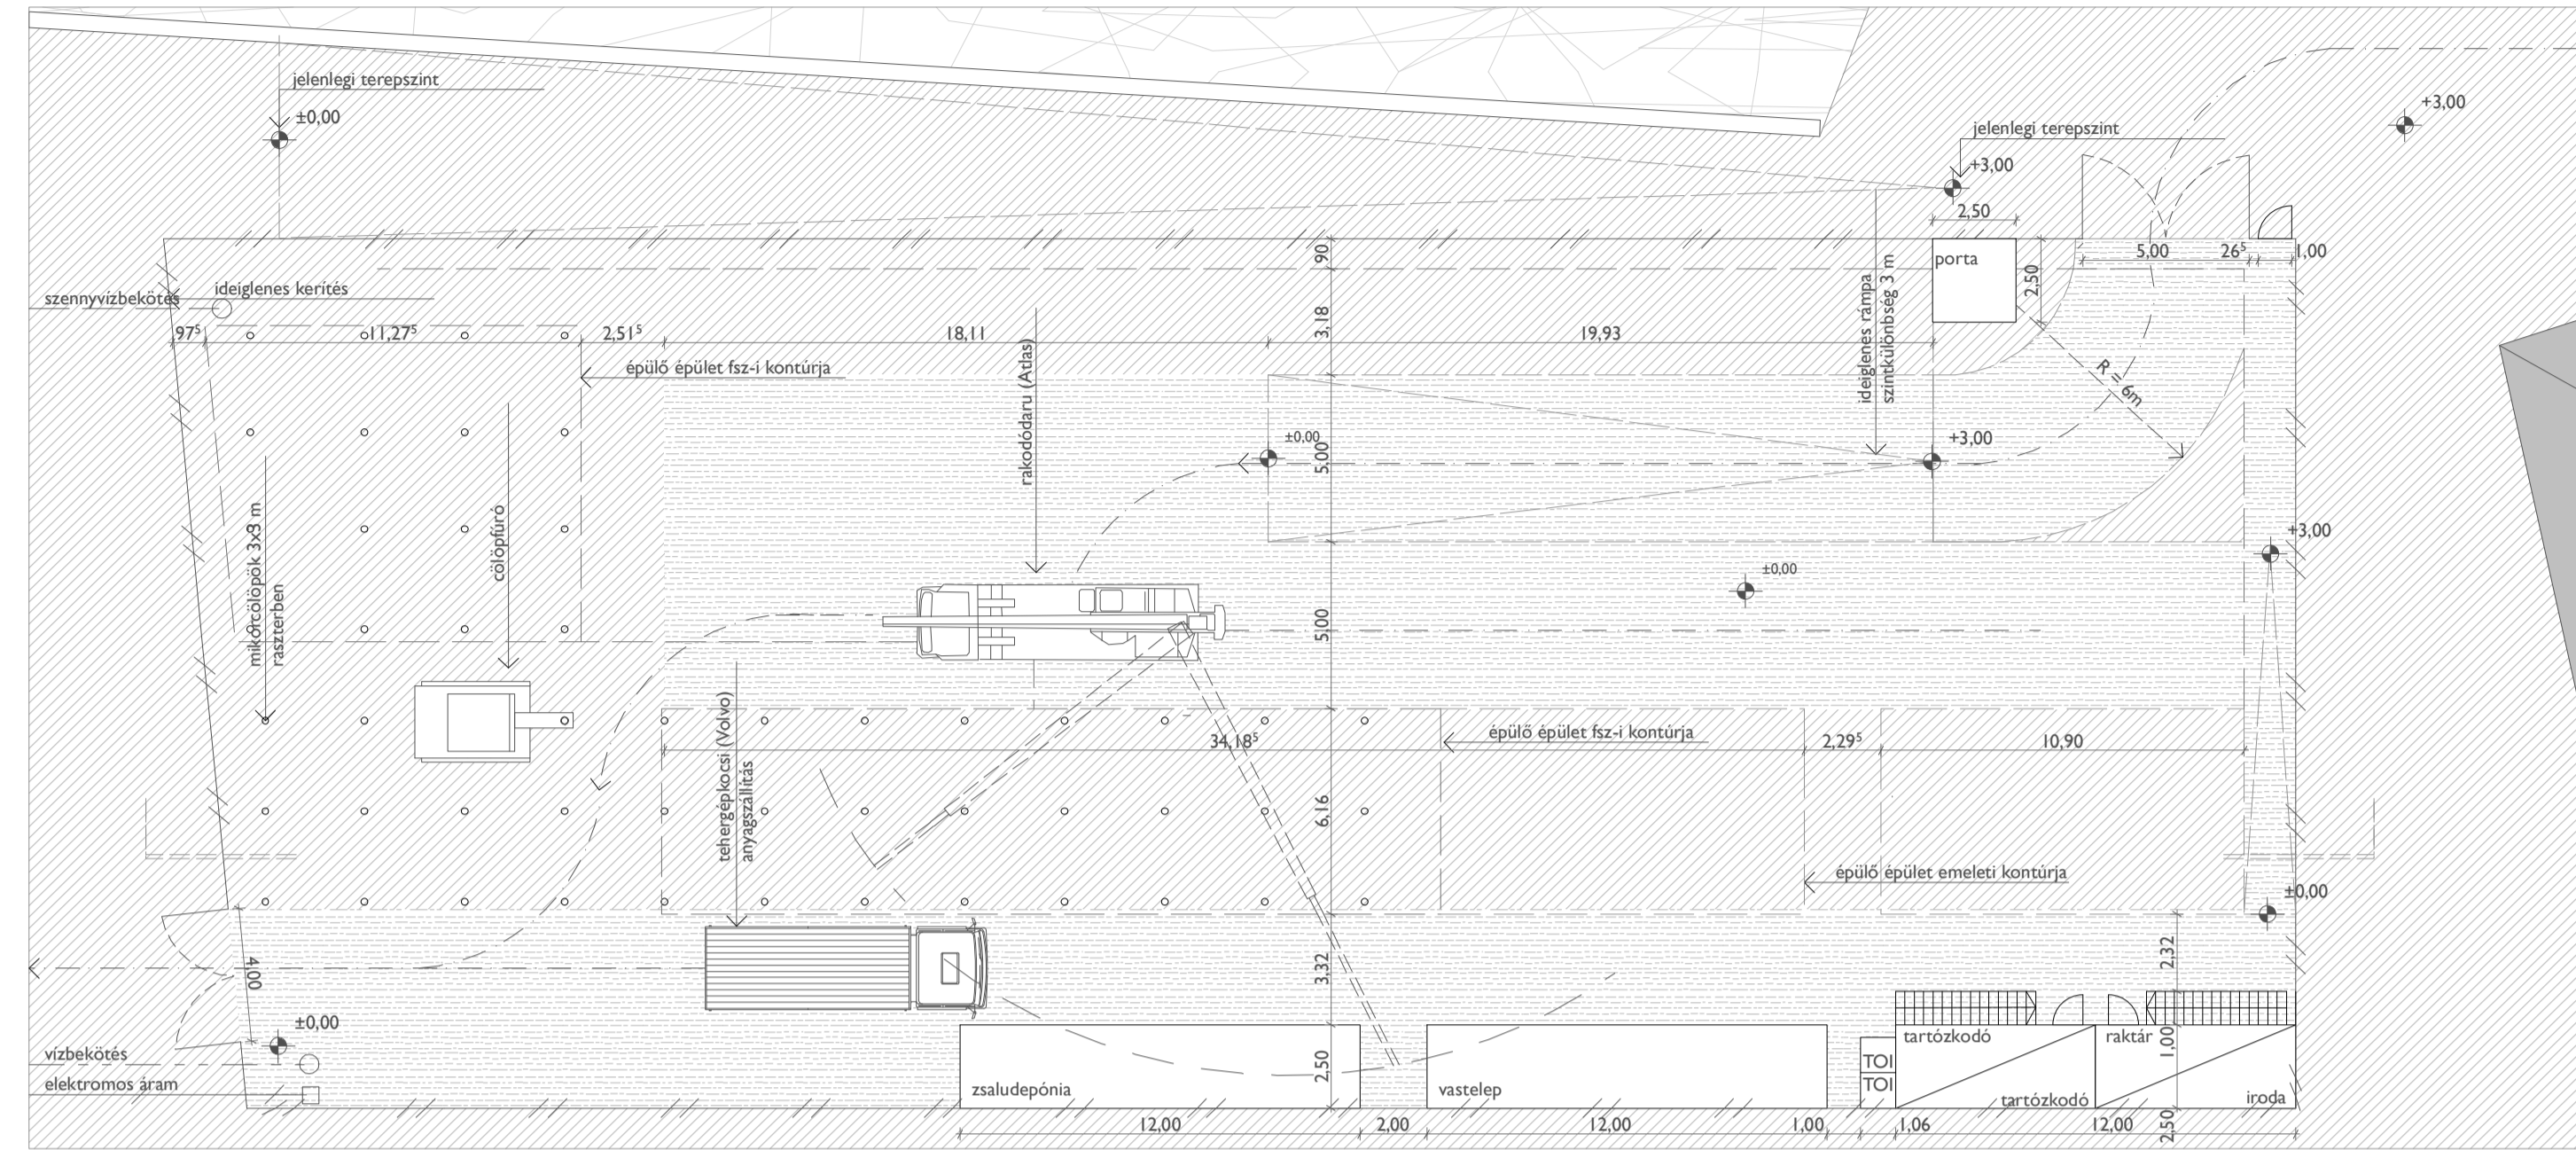 jelenlegi terepszint
±0,00
+3,00
jelenlegi terepszint
+3,00
2,50
90
porta
2,50
5,00
26⁵
1,00
szennyvízbekötés
ideiglenes kerítés
97⁵
11,27⁵
2,51⁵
18,11
3,18
19,93
ideiglenes rámpa
szintkülönbség 3 m
épülő épület fsz-i kontúrja
rakodódaru (Atlas)
R = 6m
±0,00
5,00
+3,00
mikorcölöpök 3x3 m
raszterben
cölöpfúró
+3,00
±0,00
5,00
tehergépkocsi (Volvo)
anyagszállítás
34,18⁵
épülő épület fsz-i kontúrja
2,29⁵
10,90
6,16
épülő épület emeleti kontúrja
±0,00
4,00
3,32
2,32
±0,00
vízbekötés
elektromos áram
zsaludepónia
2,50
vastelep
TOI
TOI
tartózkodó
raktár
1,00
tartózkodó
iroda
12,00
2,00
12,00
1,00
1,06
12,00
2,50